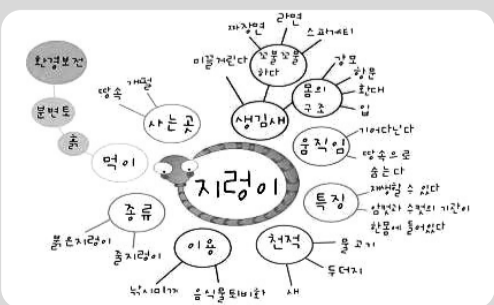 지렁이
생김새
꼬불꼬불
하다
짜장면
라면
스파게티
미끌거린다
몸의
구조
강모
항문
환대
입
움직임
기어다닌다
땅속으로
숨는다
특징
재생할 수 있다
암컷과 수컷의 기관이
한몸에 들어있다
천적
물고기
두더지
새
이용
낚시미끼
음식물퇴비화
종류
붉은지렁이
줄지렁이
먹이
흙
분변토
환경보전
사는곳
땅속
개펄